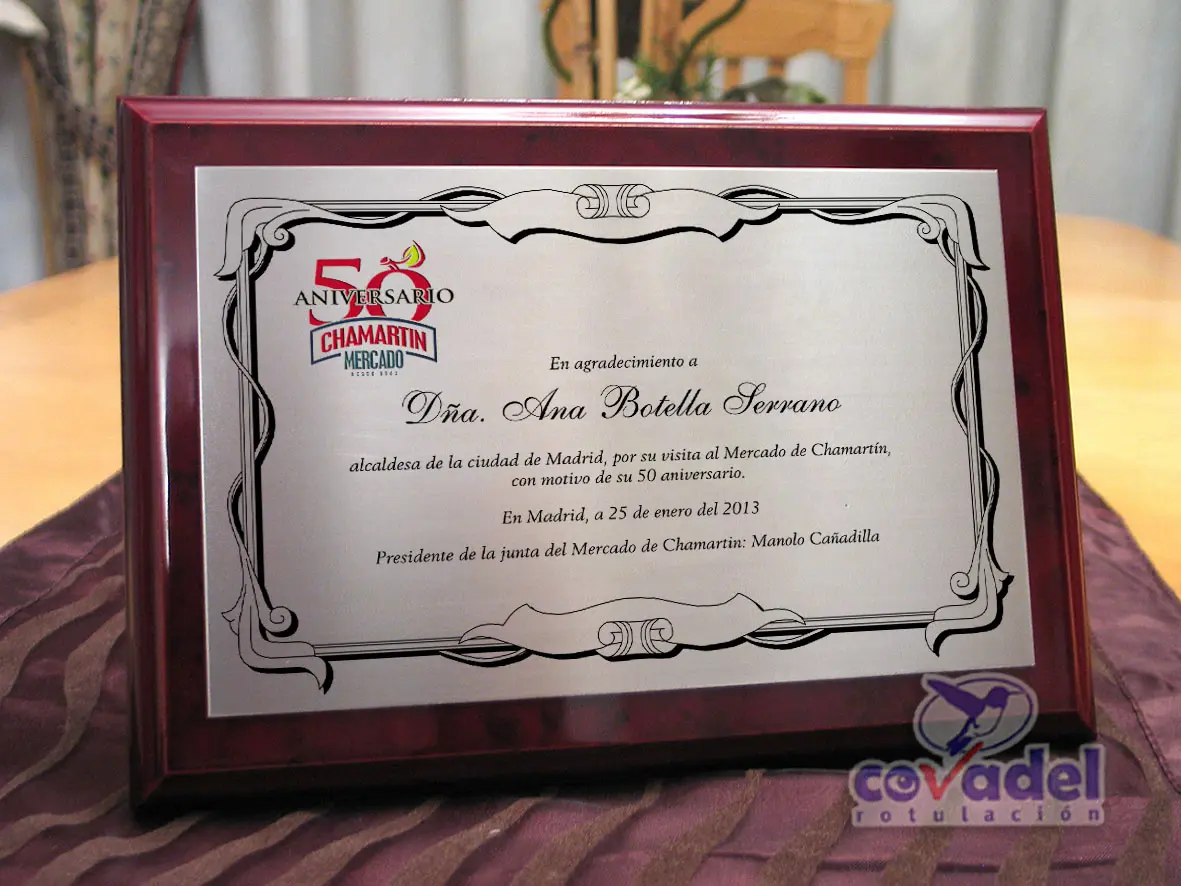 50
ANIVERSARIO
CHAMARTIN
MERCADO
En agradecimiento a
Dña. Ana Botella Serrano
alcaldesa de la ciudad de Madrid, por su visita al Mercado de Chamartín,
con motivo de su 50 aniversario.
En Madrid, a 25 de enero del 2013
Presidente de la junta del Mercado de Chamartin: Manolo Cañadilla
covadel
rotulación